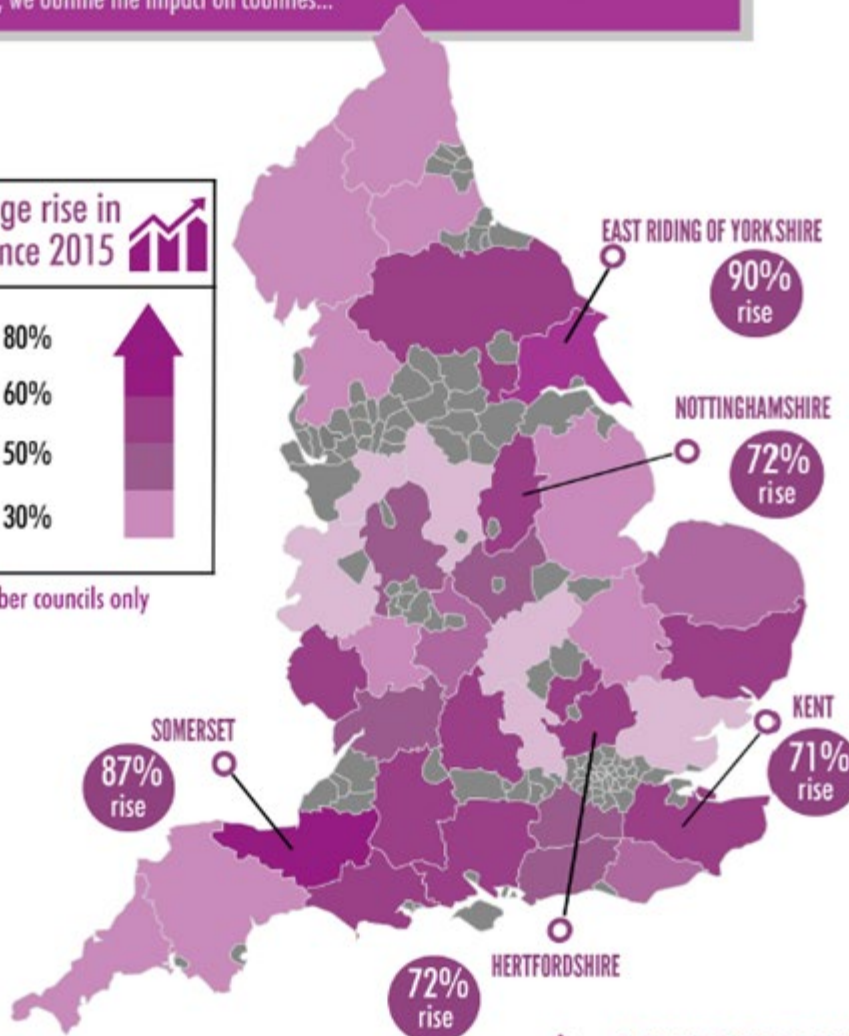 we outline the impact on counties...
ge rise in
nce 2015
80%
60%
50%
30%
ber councils only
EAST RIDING OF YORKSHIRE
90%
rise
NOTTINGHAMSHIRE
72%
rise
KENT
71%
rise
SOMERSET
87%
rise
HERTFORDSHIRE
72%
rise